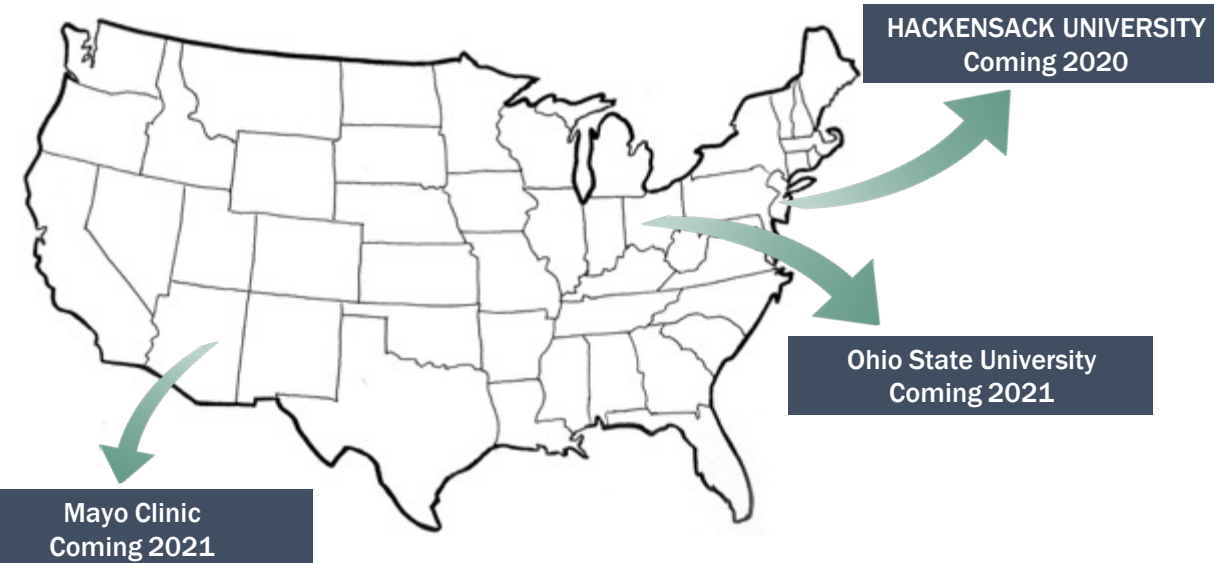 HACKENSACK UNIVERSITY
Coming 2020
Ohio State University
Coming 2021
Mayo Clinic
Coming 2021